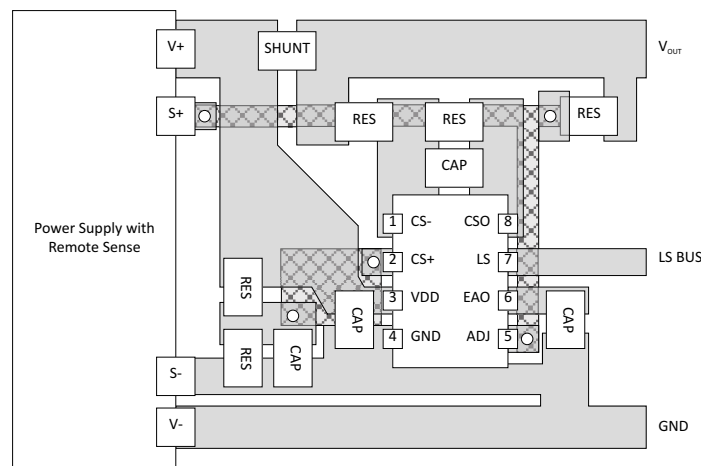 V+
SHUNT
V_OUT
S+
RES
RES
RES
CAP
1 CS-
CSO 8
Power Supply with
Remote Sense
2 CS+
LS 7
LS BUS
RES
3 VDD
EAO 6
CAP
CAP
4 GND
ADJ 5
RES
CAP
S-
V-
GND